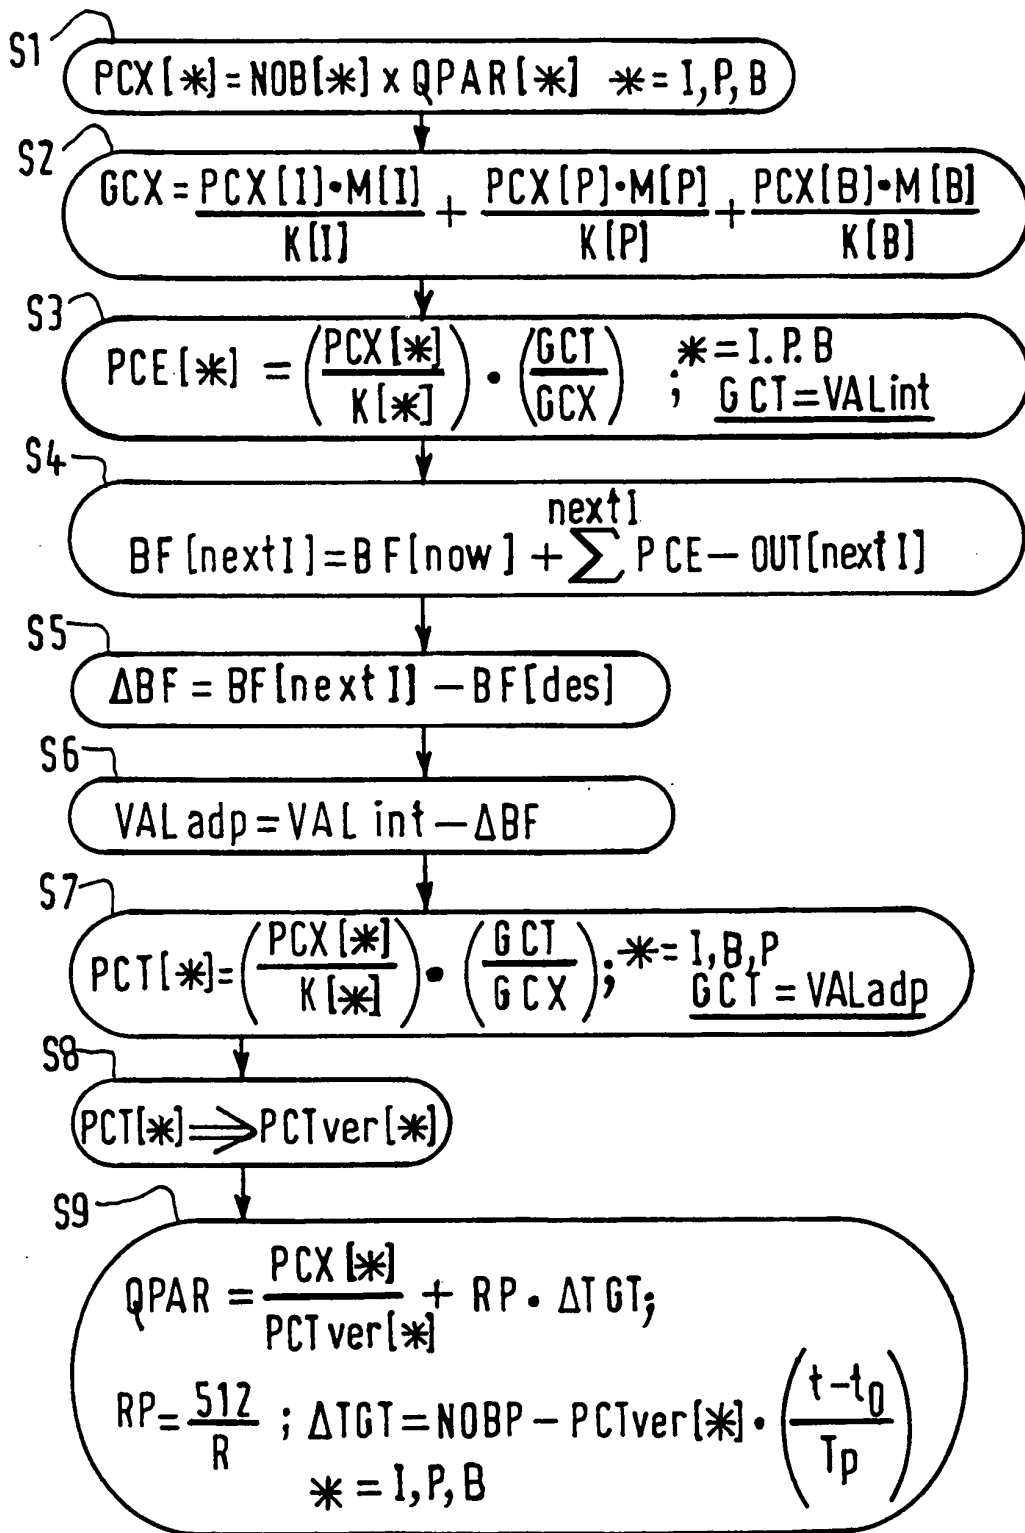 S1
PCX[*]=NOB[*] x QPAR[*] *=I,P,B
S2
GCX = PCX[I]·M[I]/K[I] + PCX[P]·M[P]/K[P] + PCX[B]·M[B]/K[B]
S3
PCE[*] = (PCX[*]/K[*]) · (GCT/GCX) ; *=I.P.B
GCT=VALint
S4
BF[nextI]=BF[now]+ nextI ∑ PCE-OUT[nextI]
S5
ΔBF = BF[nextI]-BF[des]
S6
VALadp=VALint-ΔBF
S7
PCT[*]=(PCX[*]/K[*]) · (GCT/GCX); *=I,B,P
GCT = VALadp
S8
PCT[*]⇒PCTver[*]
S9
QPAR = PCX[*]/PCTver[*] + RP·ΔTGT;
RP=512/R ; ΔTGT=NOBP-PCTver[*]·(t-t0/Tp)
*=I,P,B